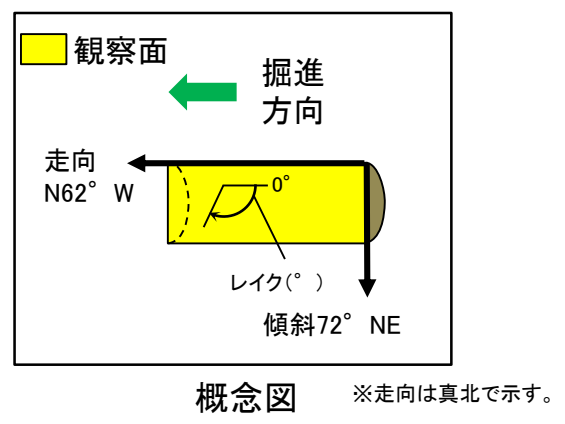 観察面
掘進
方向
走向
N62°W
0°
レイク(°)
傾斜72°NE
概念図
※走向は真北で示す。